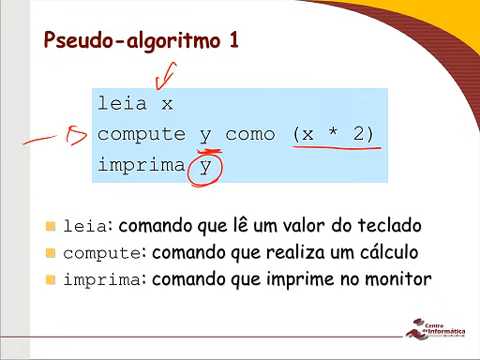 Pseudo-algoritmo 1
leia x
compute y como (x * 2)
imprima y
leia: comando que lê um valor do teclado
compute: comando que realiza um cálculo
imprima: comando que imprime no monitor
Centro
de Informática